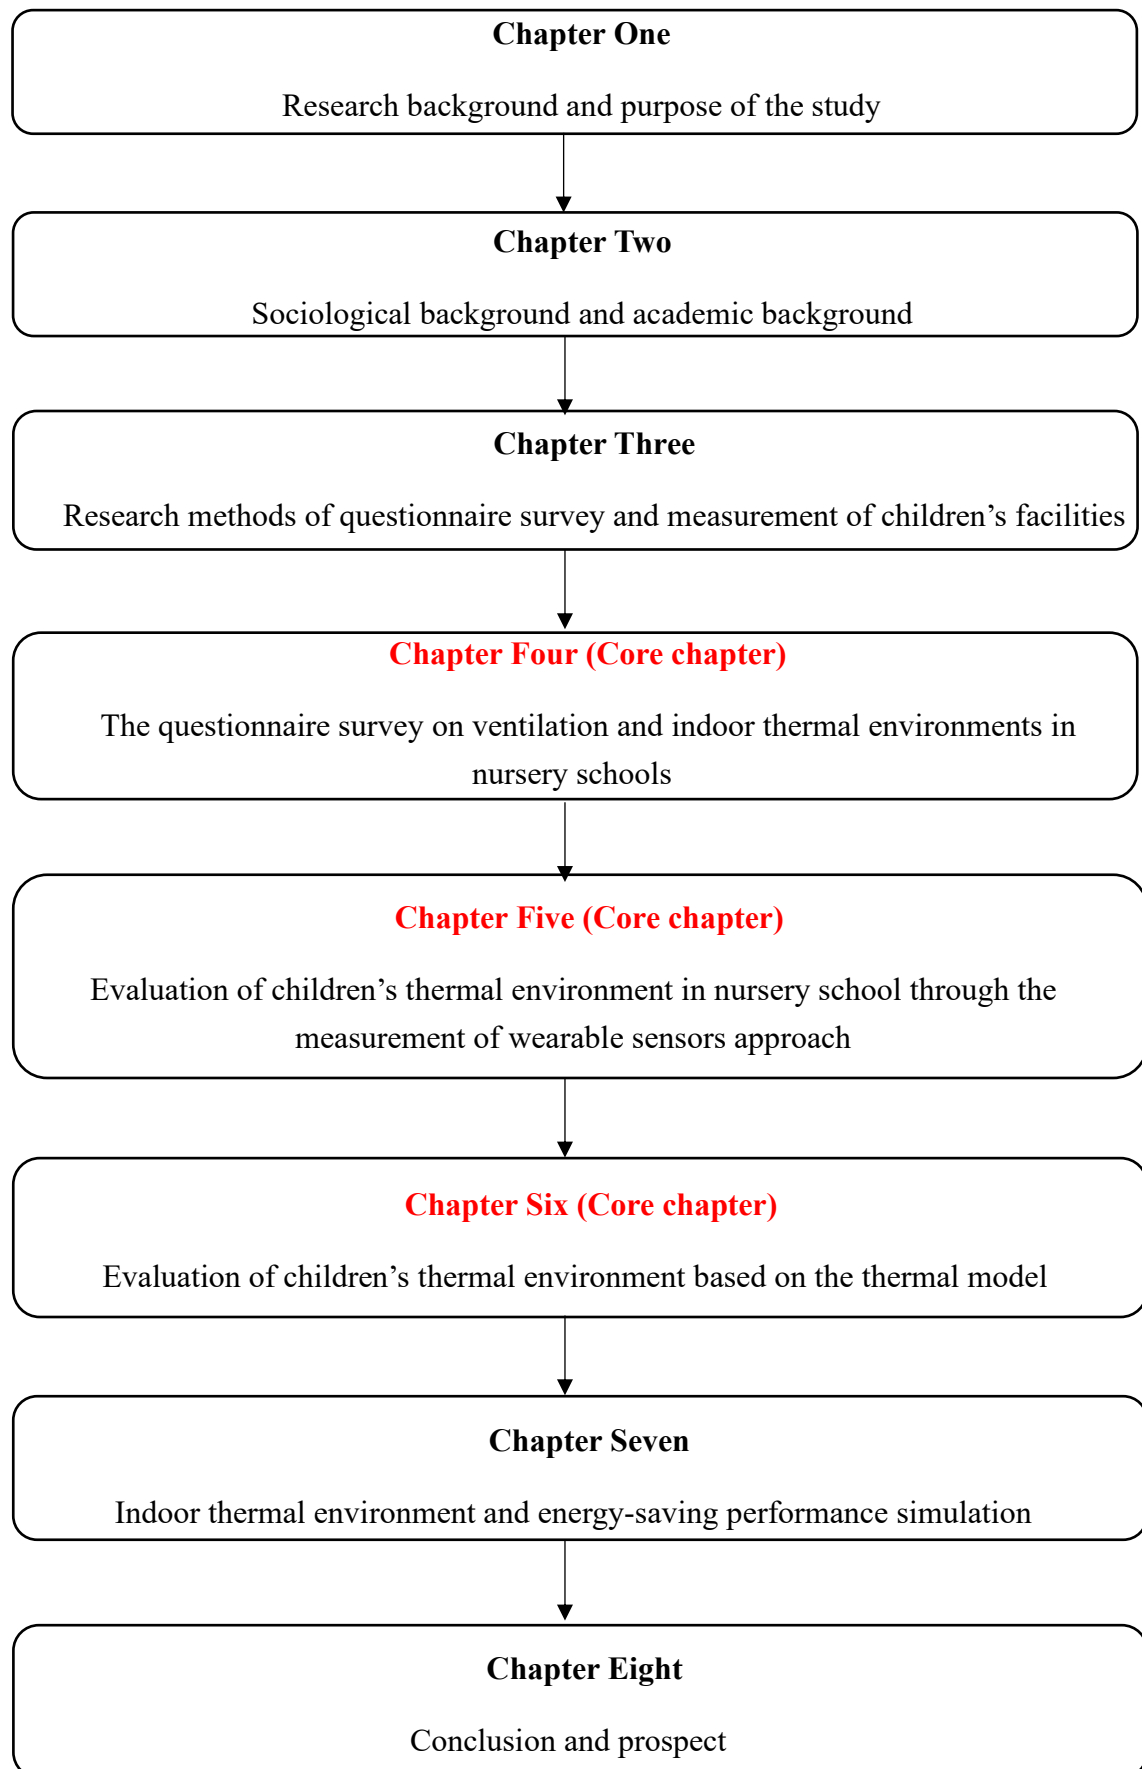 Chapter One
Research background and purpose of the study
Chapter Two
Sociological background and academic background
Chapter Three
Research methods of questionnaire survey and measurement of children’s facilities
Chapter Four (Core chapter)
The questionnaire survey on ventilation and indoor thermal environments in
nursery schools
Chapter Five (Core chapter)
Evaluation of children’s thermal environment in nursery school through the
measurement of wearable sensors approach
Chapter Six (Core chapter)
Evaluation of children’s thermal environment based on the thermal model
Chapter Seven
Indoor thermal environment and energy-saving performance simulation
Chapter Eight
Conclusion and prospect